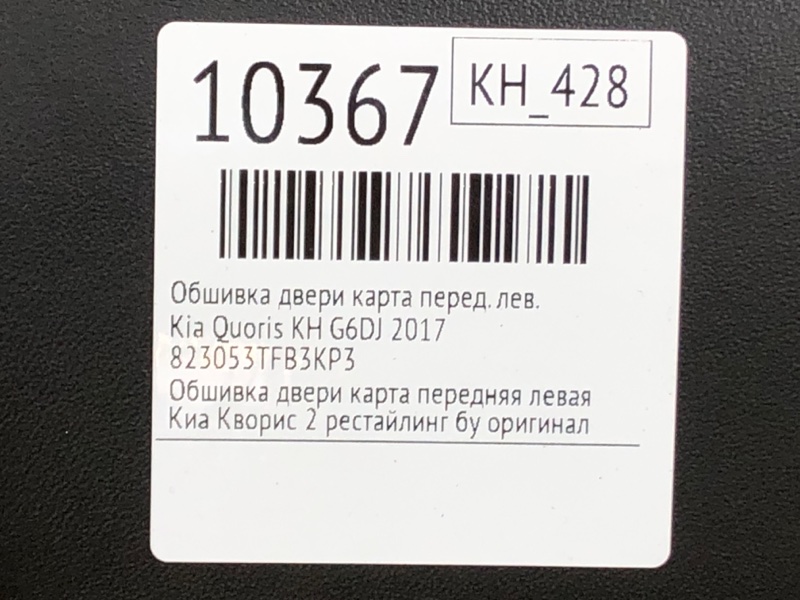 10367
КН_428
Обшивка двери карта перед. лев.
Kia Quoris KH G6DJ 2017
823053TFB3KP3
Обшивка двери карта передняя левая
Киа Кворис 2 рестайлинг бу оригинал